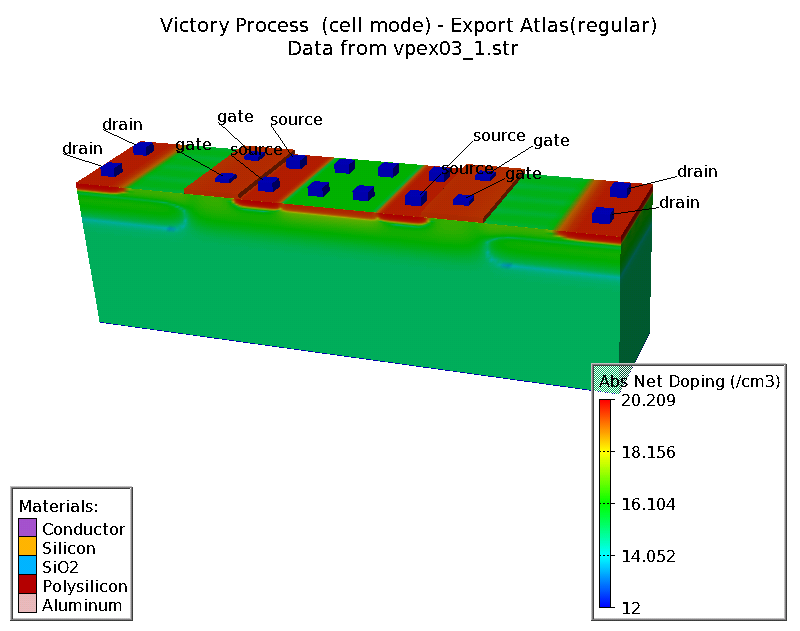 Victory Process  (cell mode) - Export Atlas(regular)
Data from vpex03_1.str
gate
source
drain
source
gate
drain
gate
source
source
gate
drain
drain
Abs Net Doping (/cm3)
20.209
18.156
16.104
14.052
12
Materials:
Conductor
Silicon
SiO2
Polysilicon
Aluminum